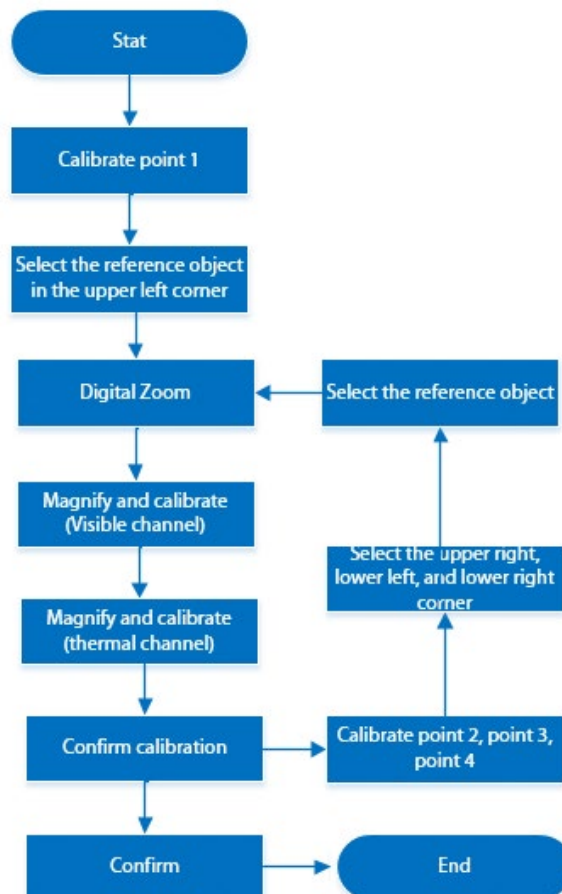 Stat
Calibrate point 1
Select the reference object
in the upper left corner
Digital Zoom
Select the reference object
Magnify and calibrate
(Visible channel)
Select the upper right,
lower left, and lower right
corner
Magnify and calibrate
(thermal channel)
Confirm calibration
Calibrate point 2, point 3,
point 4
Confirm
End